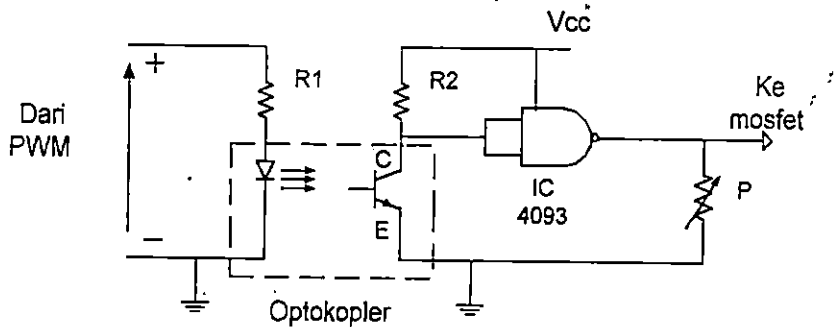 Vcc
R1
R2
Dari
PWM
+
−
C
E
Optokopler
IC
4093
Ke
mosfet
P